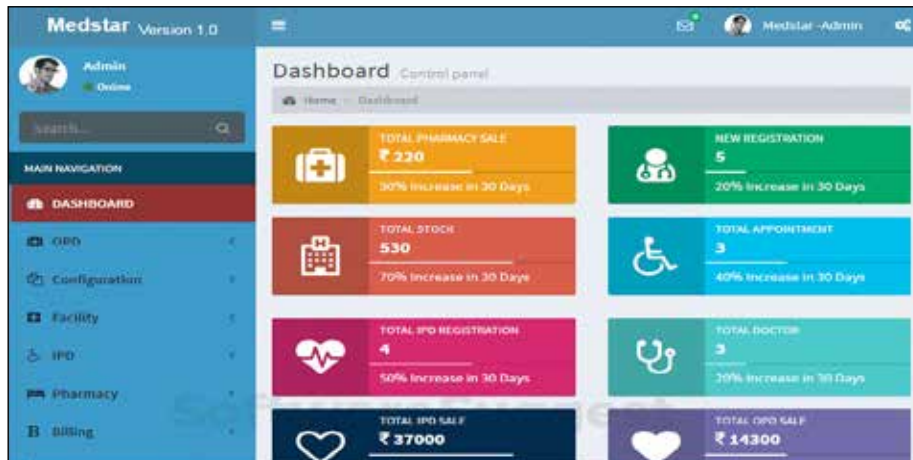 Medstar Version 1.0
Medstar-Admin
Admin
Online
Search...
MAIN NAVIGATION
DASHBOARD
OPD
Configuration
Facility
IPD
Pharmacy
Billing
Dashboard Control panel
Home Dashboard
TOTAL PHARMACY SALE
₹ 220
30% Increase in 30 Days
NEW REGISTRATION
5
20% Increase in 30 Days
TOTAL STOCK
530
70% Increase in 30 Days
TOTAL APPOINTMENT
3
40% Increase in 30 Days
TOTAL IPD REGISTRATION
4
50% Increase in 30 Days
TOTAL DOCTOR
3
20% Increase in 30 Days
TOTAL IPD SALE
₹ 37000
TOTAL OPD SALE
₹ 14300